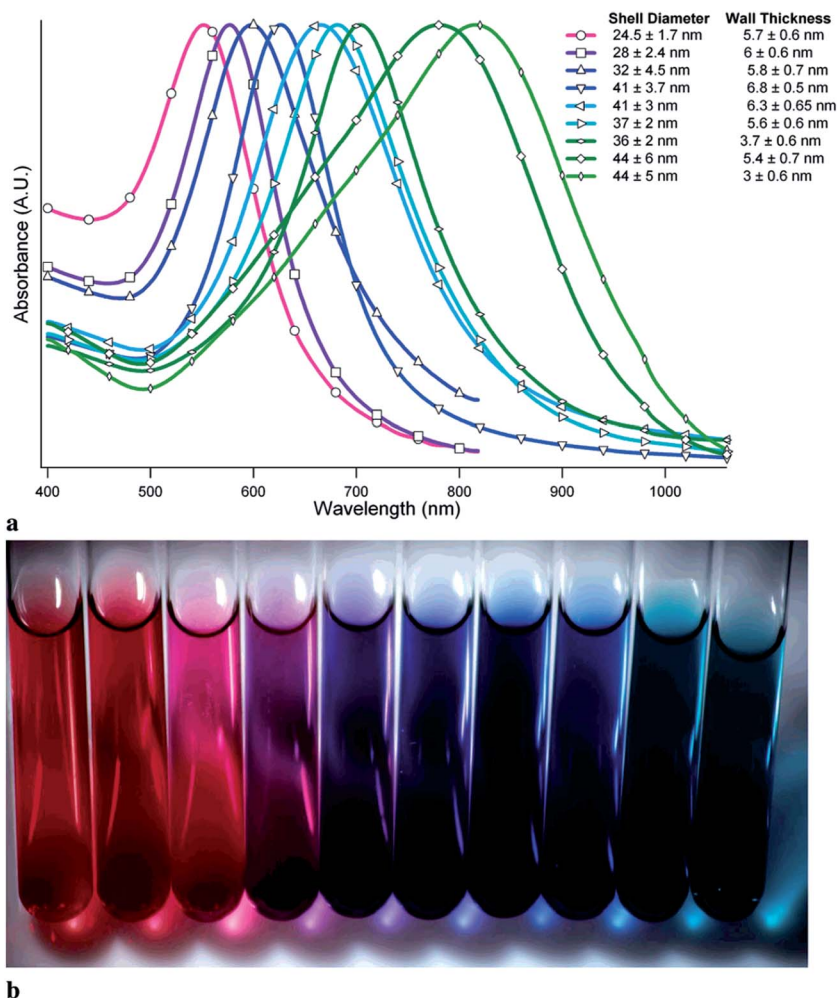 Shell Diameter Wall Thickness
24.5 ± 1.7 nm 5.7 ± 0.6 nm
28 ± 2.4 nm 6 ± 0.6 nm
32 ± 4.5 nm 5.8 ± 0.7 nm
41 ± 3.7 nm 6.8 ± 0.5 nm
41 ± 3 nm 6.3 ± 0.65 nm
37 ± 2 nm 5.6 ± 0.6 nm
36 ± 2 nm 3.7 ± 0.6 nm
44 ± 6 nm 5.4 ± 0.7 nm
44 ± 5 nm 3 ± 0.6 nm
Absorbance (A.U.)
400 500 600 700 800 900 1000
Wavelength (nm)
a
b